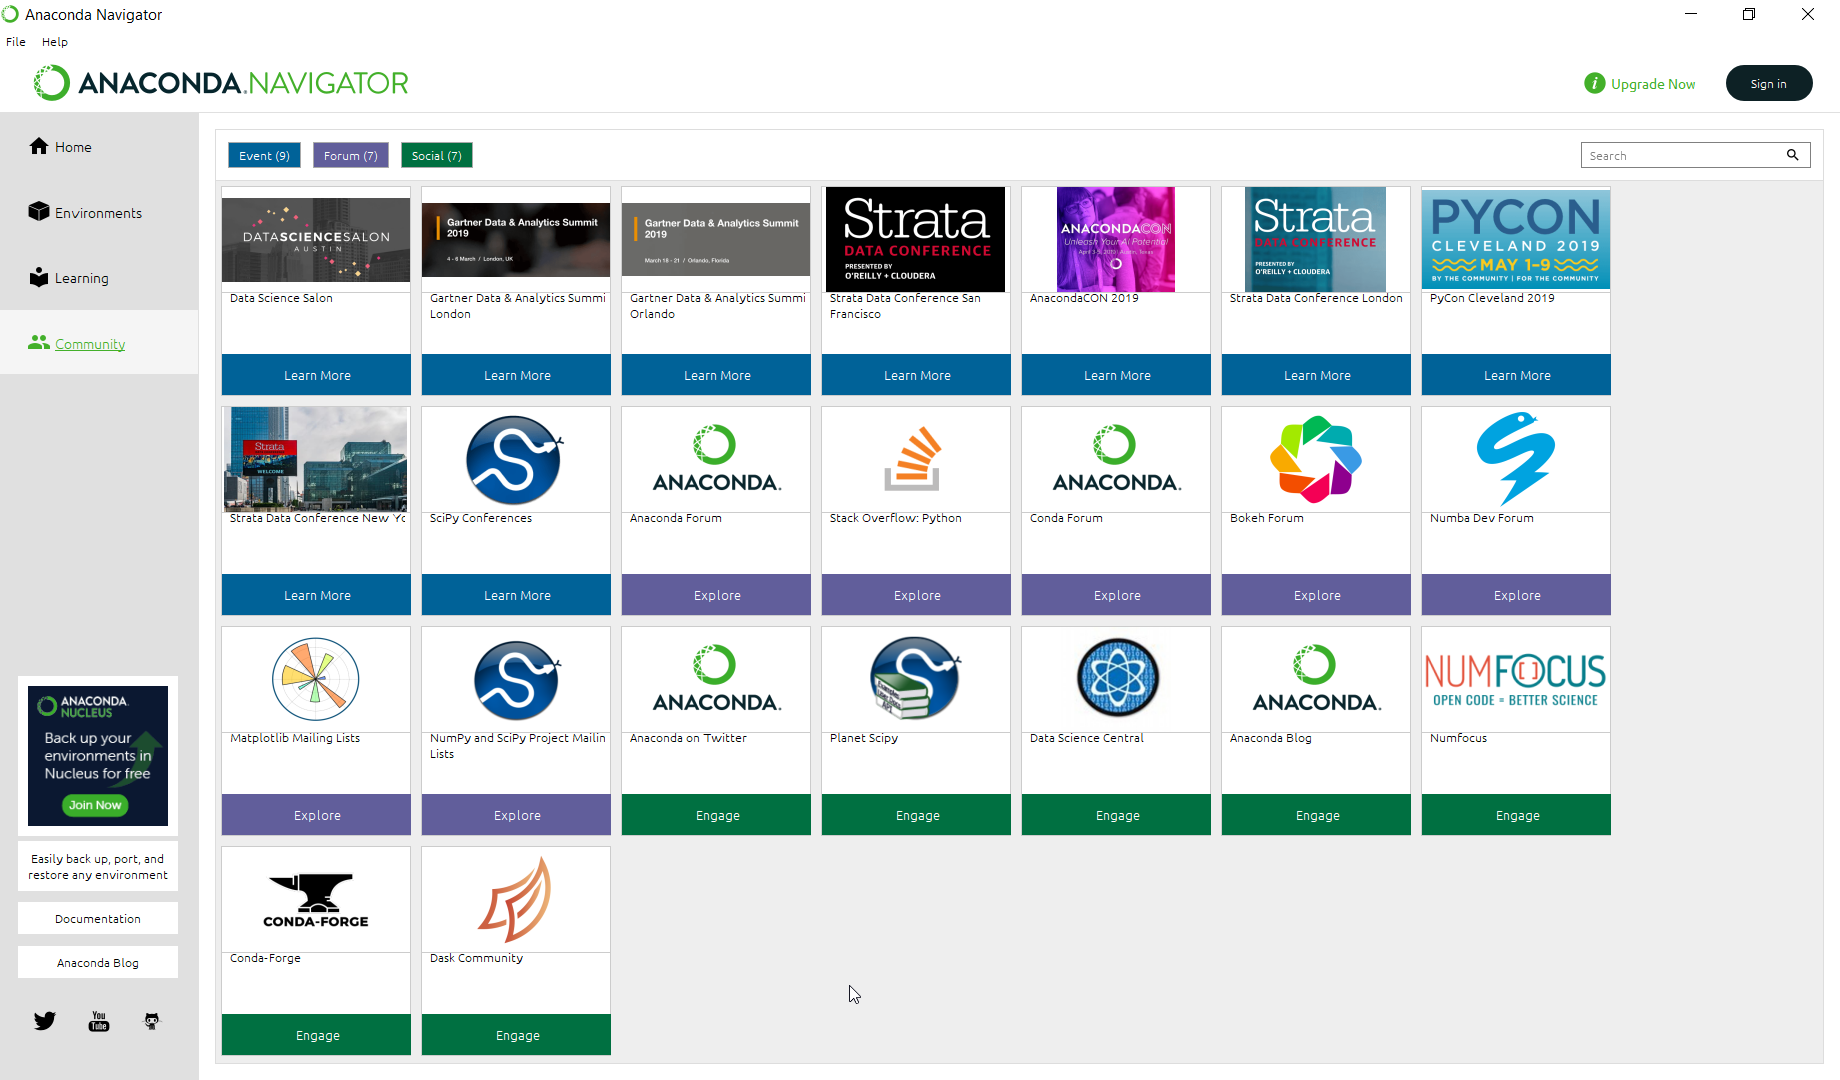 Anaconda Navigator
File Help
ANACONDA.NAVIGATOR
Upgrade Now
Sign in
Home
Environments
Learning
Community
Event (9) Forum (7) Social (7)
Search
DATASCIENCESALON
AUSTIN
Data Science Salon
Learn More
Gartner Data & Analytics Summit
2019
4 - 6 March / London, UK
Gartner Data & Analytics Summi
London
Learn More
Gartner Data & Analytics Summit
2019
March 18 - 21 / Orlando, Florida
Gartner Data & Analytics Summi
Orlando
Learn More
Strata
DATA CONFERENCE
PRESENTED BY
O'REILLY + CLOUDERA
Strata Data Conference San
Francisco
Learn More
ANACONDACON
Unleash Your AI Potential
April 3-5, 2019 | Austin, Texas
AnacondaCON 2019
Learn More
Strata
DATA CONFERENCE
PRESENTED BY
O'REILLY + CLOUDERA
Strata Data Conference London
Learn More
PYCON
CLEVELAND 2019
MAY 1-9
BY THE COMMUNITY | FOR THE COMMUNITY
PyCon Cleveland 2019
Learn More
Strata
WELCOME
Strata Data Conference New Yo
Learn More
SciPy Conferences
Learn More
ANACONDA.
Anaconda Forum
Explore
Stack Overflow: Python
Explore
ANACONDA.
Conda Forum
Explore
Bokeh Forum
Explore
Numba Dev Forum
Explore
Matplotlib Mailing Lists
Explore
NumPy and SciPy Project Mailin
Lists
Explore
ANACONDA.
Anaconda on Twitter
Engage
Planet Scipy
Engage
Data Science Central
Engage
ANACONDA.
Anaconda Blog
Engage
NUMFOCUS
OPEN CODE = BETTER SCIENCE
Numfocus
Engage
CONDA-FORGE
Conda-Forge
Engage
Dask Community
Engage
ANACONDA.
NUCLEUS
Back up your
environments in
Nucleus for free
Join Now
Easily back up, port, and
restore any environment
Documentation
Anaconda Blog
You
Tube